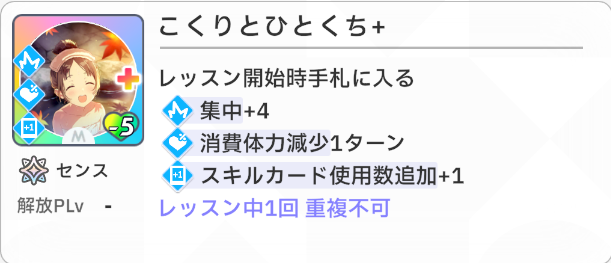 こくりとひとくち+
レッスン開始時手札に入る
集中+4
消費体力減少1ターン
+1
スキルカード使用数追加+1
レッスン中1回 重複不可
+1
M
-5
センス
解放PLv -